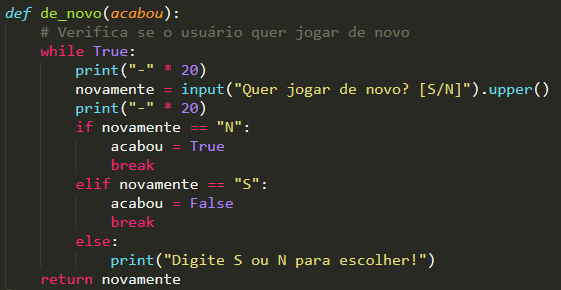 def de_novo(acabou):
    # Verifica se o usuário quer jogar de novo
    while True:
        print("-" * 20)
        novamente = input("Quer jogar de novo? [S/N]").upper()
        print("-" * 20)
        if novamente == "N":
            acabou = True
            break
        elif novamente == "S":
            acabou = False
            break
        else:
            print("Digite S ou N para escolher!")
    return novamente